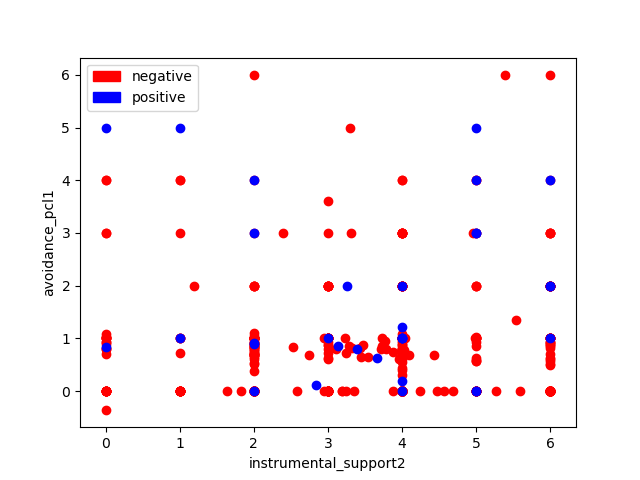 negative
positive
6
5
4
3
2
1
0
avoidance_pcl1
0 1 2 3 4 5 6
instrumental_support2